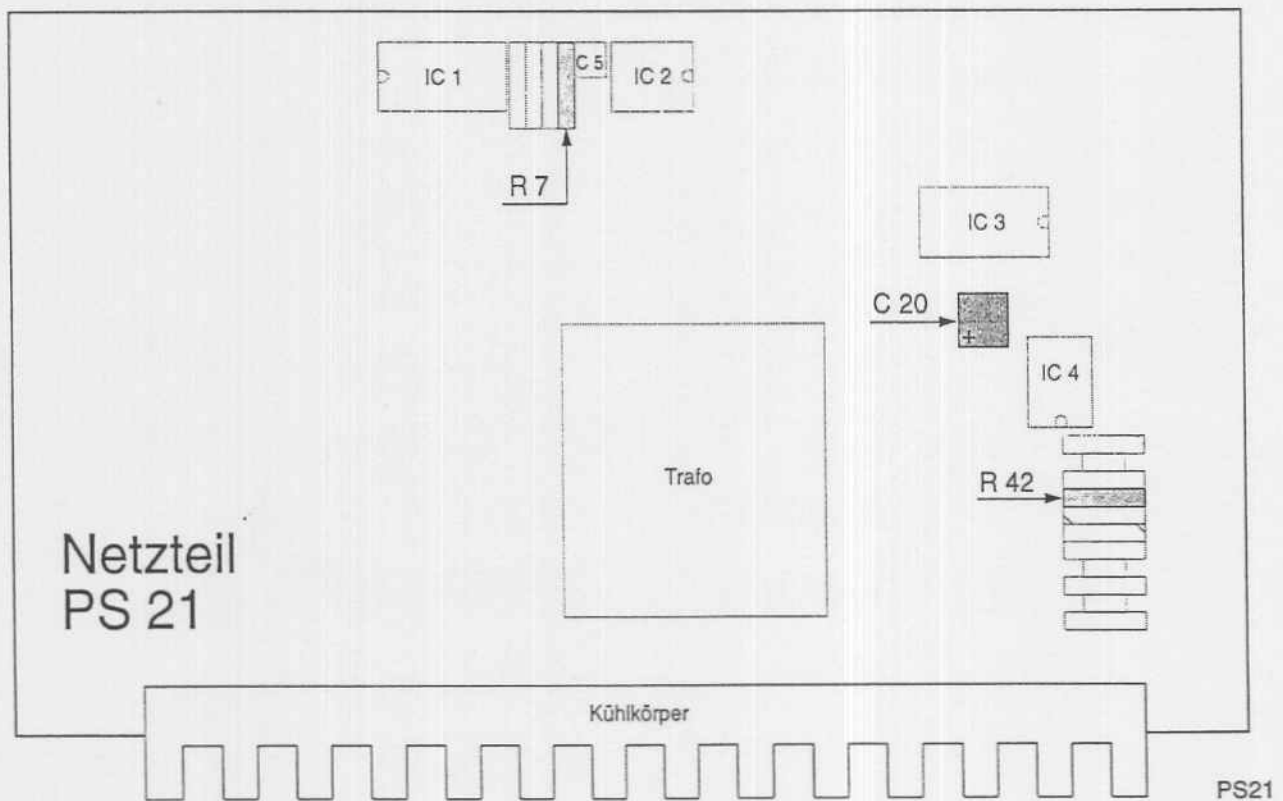 IC 1
C 5
IC 2
R 7
IC 3
C 20
+
IC 4
Trafo
R 42
Netzteil
PS 21
Kühlkörper
PS21